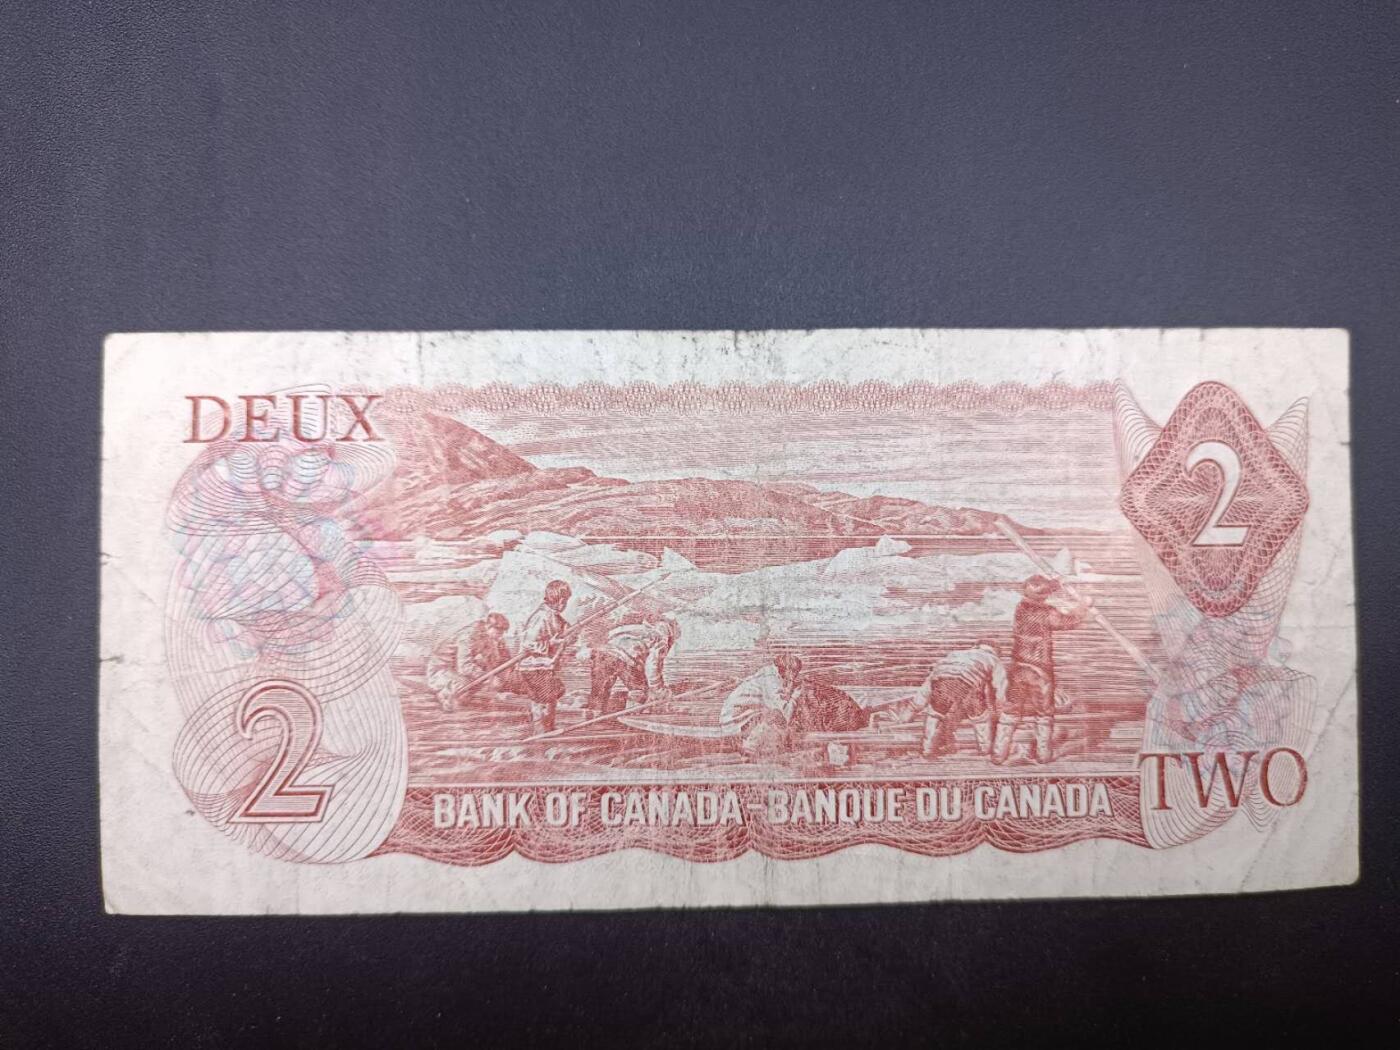 DEUX
2
2
TWO
BANK OF CANADA-BANQUE DU CANADA